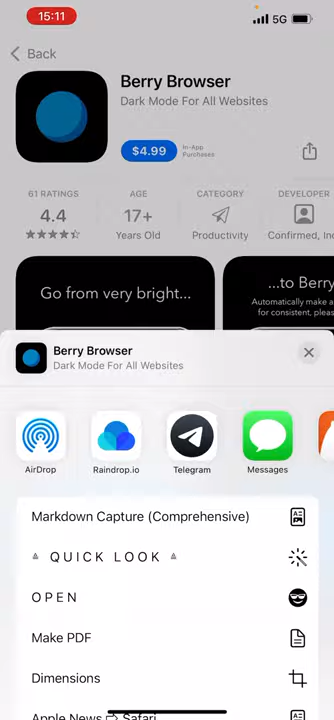 15:11
5G
Back
Berry Browser
Dark Mode For All Websites
$4.99
In-App
Purchases
61 RATINGS
AGE
CATEGORY
DEVELOPER
4.4
17+
Years Old
Productivity
Confirmed, Inc
Go from very bright...
...to Berry
Automatically make a
for consistent, pleas
Berry Browser
Dark Mode For All Websites
AirDrop
Raindrop.io
Telegram
Messages
Markdown Capture (Comprehensive)
⟁ QUICK LOOK ⟁
OPEN
Make PDF
Dimensions
Apple News ⇨ Safari